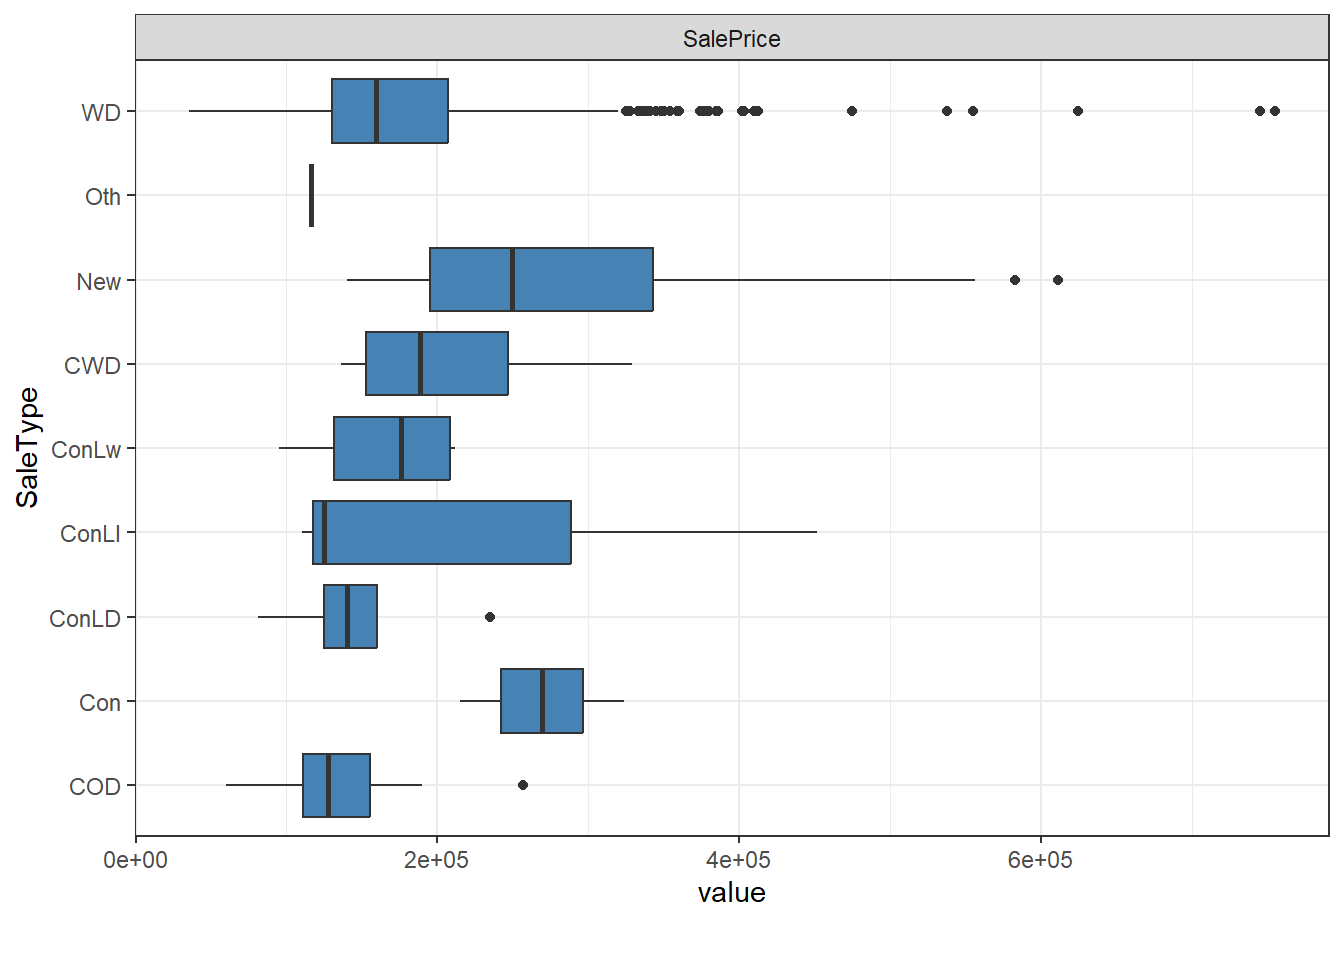 SalePrice
WD
Oth
New
CWD
ConLw
ConLI
ConLD
Con
COD
SaleType
0e+00 2e+05 4e+05 6e+05
value